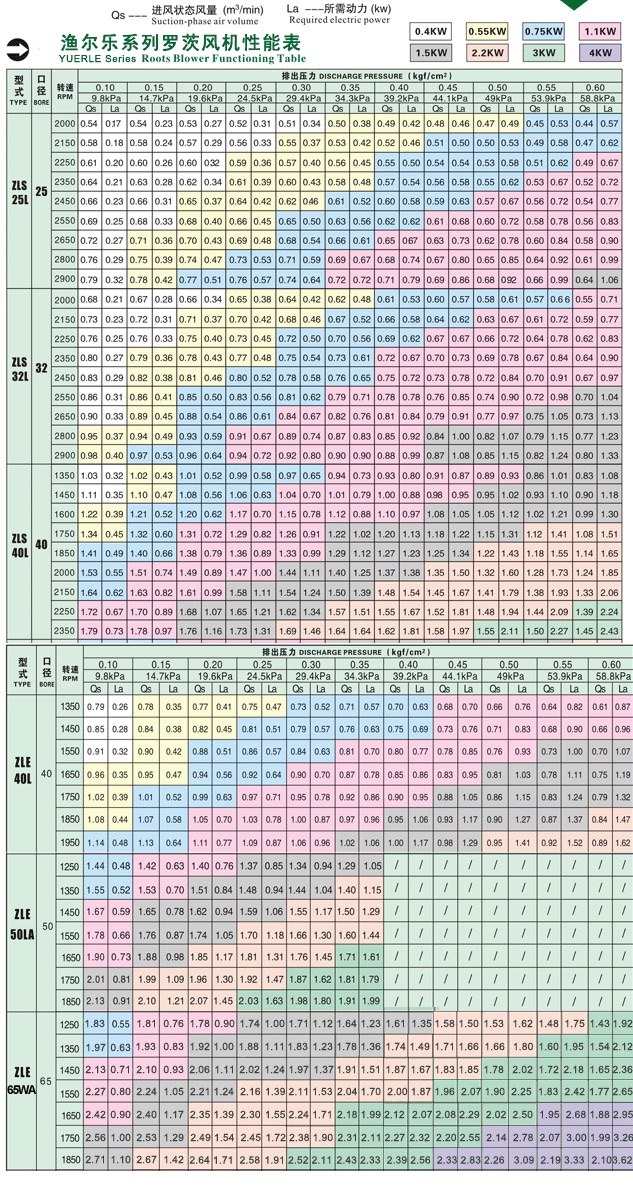 Qs --- 进风状态风量 (m³/min) La —所需动力 (kw)
Suction-phase air volume Required electric power
渔尔乐系列罗茨风机性能表
YUERLE Series Roots Blower Functioning Table
0.4KW 0.55KW 0.75KW 1.1KW
1.5KW 2.2KW 3KW 4KW
型式 TYPE 口径 BORE 转速 RPM 排出压力 DISCHARGE PRESSURE ( kgf/cm²)
0.10 0.15 0.20 0.25 0.30 0.35 0.40 0.45 0.50 0.55 0.60
9.8kPa 14.7kPa 19.6kPa 24.5kPa 29.4kPa 34.3kPa 39.2kPa 44.1kPa 49kPa 53.9kPa 58.8kPa
Qs La Qs La Qs La Qs La Qs La Qs La Qs La Qs La Qs La Qs La Qs La
ZLS 25L 25
2000 0.54 0.17 0.54 0.23 0.53 0.27 0.52 0.31 0.51 0.34 0.50 0.38 0.49 0.42 0.48 0.46 0.47 0.49 0.45 0.53 0.44 0.57
2150 0.58 0.18 0.58 0.24 0.57 0.29 0.56 0.33 0.55 0.37 0.53 0.42 0.52 0.46 0.51 0.50 0.50 0.53 0.49 0.58 0.47 0.62
2250 0.61 0.20 0.61 0.26 0.60 032 0.59 0.36 0.57 0.40 0.56 0.45 0.55 0.50 0.54 0.54 0.53 0.58 0.51 0.62 0.49 0.67
2350 0.64 0.21 0.63 0.28 0.62 0.34 0.61 0.39 0.60 0.43 0.58 0.48 0.57 0.54 0.56 0.58 0.55 0.62 0.53 0.67 0.52 0.72
2450 0.66 0.23 0.66 0.31 0.65 0.37 0.64 0.42 0.62 046 0.61 0.52 0.60 0.58 0.59 0.63 0.57 0.67 0.56 0.72 0.54 0.77
2550 0.69 0.25 0.68 0.33 0.68 0.40 0.66 0.45 0.65 0.50 0.63 0.56 0.62 0.62 0.61 0.68 0.60 0.72 0.58 0.78 0.56 0.83
2650 0.72 0.27 0.71 0.36 0.70 0.43 0.69 0.48 0.68 0.54 0.66 0.61 0.65 067 0.63 0.73 0.62 0.78 0.60 0.84 0.58 0.90
2800 0.76 0.29 0.75 0.39 0.74 0.47 0.73 0.53 0.71 0.59 0.69 0.67 0.68 0.74 0.67 0.80 0.65 0.85 0.64 0.92 0.61 0.99
2900 0.79 0.32 0.78 0.42 0.77 0.51 0.76 0.57 0.74 0.64 0.72 0.72 0.71 0.79 0.69 0.86 0.68 092 0.66 0.99 0.64 1.06
ZLS 32L 32
2000 0.68 0.21 0.67 0.28 0.66 0.34 0.65 0.38 0.64 0.42 0.62 0.48 0.61 0.53 0.60 0.57 0.58 0.61 0.57 0.66 0.55 0.71
2150 0.73 0.23 0.72 0.31 0.71 0.37 0.70 0.42 0.68 0.46 0.67 0.52 0.66 0.58 0.64 0.62 0.63 0.67 0.61 0.72 0.59 0.77
2250 0.76 0.25 0.76 0.33 0.75 0.40 0.73 0.45 0.72 0.50 0.70 0.56 0.69 0.62 0.67 0.67 0.66 0.72 0.64 0.78 0.62 0.83
2350 0.80 0.27 0.79 0.36 0.78 0.43 0.77 0.48 0.75 0.54 0.73 0.61 0.72 0.67 0.70 0.73 0.69 0.78 0.67 0.84 0.64 0.90
2450 0.83 0.29 0.82 0.38 0.81 0.46 0.80 0.52 0.78 0.58 0.76 0.65 0.75 0.72 0.73 0.78 0.72 0.84 0.70 0.91 0.67 0.97
2550 0.86 0.31 0.86 0.41 0.85 0.50 0.83 0.56 0.81 0.62 0.79 0.71 0.78 0.78 0.76 0.85 0.74 0.90 0.72 0.98 0.70 1.04
2650 0.90 0.33 0.89 0.45 0.88 0.54 0.86 0.61 0.84 0.67 0.82 0.76 0.81 0.84 0.79 0.91 0.77 0.97 0.75 1.05 0.73 1.13
2800 0.95 0.37 0.94 0.49 0.93 0.59 0.91 0.67 0.89 0.74 0.87 0.83 0.85 0.92 0.84 1.00 0.82 1.07 0.79 1.15 0.77 1.23
2900 0.98 0.40 0.97 0.53 0.96 0.64 0.94 0.72 0.92 0.80 0.90 0.90 0.88 0.99 0.87 1.08 0.85 1.15 0.82 1.24 0.80 1.33
ZLS 40L 40
1350 1.03 0.32 1.02 0.43 1.01 0.52 0.99 0.58 0.97 0.65 0.94 0.73 0.93 0.80 0.91 0.87 0.89 0.93 0.86 1.01 0.83 1.08
1450 1.11 0.35 1.10 0.47 1.08 0.56 1.06 0.63 1.04 0.70 1.01 0.79 1.00 0.88 0.98 0.95 0.95 1.02 0.93 1.10 0.90 1.18
1600 1.22 0.39 1.21 0.52 1.20 0.62 1.17 0.70 1.15 0.78 1.12 0.88 1.10 0.97 1.08 1.05 1.05 1.12 1.02 1.21 0.99 1.30
1750 1.34 0.45 1.32 0.60 1.31 0.72 1.29 0.82 1.26 0.91 1.22 1.02 1.20 1.13 1.18 1.22 1.15 1.31 1.12 1.41 1.08 1.51
1850 1.41 0.49 1.40 0.66 1.38 0.79 1.36 0.89 1.33 0.99 1.29 1.12 1.27 1.23 1.25 1.34 1.22 1.43 1.18 1.55 1.14 1.65
2000 1.53 0.55 1.51 0.74 1.49 0.89 1.47 1.00 1.44 1.11 1.40 1.25 1.37 1.38 1.35 1.50 1.32 1.60 1.28 1.73 1.24 1.85
2150 1.64 0.62 1.62 0.83 1.61 0.99 1.58 1.11 1.54 1.24 1.50 1.39 1.48 1.54 1.45 1.67 1.41 1.79 1.38 1.93 1.33 2.06
2250 1.72 0.67 1.70 0.89 1.68 1.07 1.65 1.21 1.62 1.34 1.57 1.51 1.55 1.67 1.52 1.81 1.48 1.94 1.44 2.09 1.39 2.24
2350 1.79 0.73 1.78 0.97 1.76 1.16 1.73 1.31 1.69 1.46 1.64 1.64 1.62 1.81 1.58 1.97 1.55 2.11 1.50 2.27 1.45 2.43
型式 TYPE 口径 BORE 转速 RPM 排出压力 DISCHARGE PRESSURE ( kgf/cm²)
0.10 0.15 0.20 0.25 0.30 0.35 0.40 0.45 0.50 0.55 0.60
9.8kPa 14.7kPa 19.6kPa 24.5kPa 29.4kPa 34.3kPa 39.2kPa 44.1kPa 49kPa 53.9kPa 58.8kPa
Qs La Qs La Qs La Qs La Qs La Qs La Qs La Qs La Qs La Qs La Qs La
ZLE 40L 40
1350 0.79 0.26 0.78 0.35 0.77 0.41 0.75 0.47 0.73 0.52 0.71 0.57 0.70 0.63 0.68 0.70 0.66 0.76 0.64 0.82 0.61 0.87
1450 0.85 0.28 0.84 0.38 0.82 0.45 0.81 0.51 0.79 0.57 0.76 0.63 0.75 0.69 0.73 0.76 0.71 0.83 0.68 0.90 0.66 0.96
1550 0.91 0.32 0.90 0.42 0.88 0.51 0.86 0.57 0.84 0.63 0.81 0.70 0.80 0.77 0.78 0.85 0.76 0.93 0.73 1.00 0.70 1.07
1650 0.96 0.35 0.95 0.47 0.94 0.56 0.92 0.64 0.90 0.70 0.87 0.78 0.85 0.86 0.83 0.95 0.81 1.03 0.78 1.11 0.75 1.19
1750 1.02 0.39 1.01 0.52 0.99 0.63 0.97 0.71 0.95 0.78 0.92 0.86 0.90 0.95 0.88 1.05 0.86 1.15 0.83 1.24 0.79 1.32
1850 1.08 0.44 1.07 0.58 1.05 0.70 1.03 0.78 1.00 0.87 0.97 0.96 0.95 1.06 0.93 1.17 0.90 1.27 0.87 1.37 0.84 1.47
1950 1.14 0.48 1.13 0.64 1.11 0.77 1.09 0.87 1.06 0.96 1.02 1.06 1.00 1.17 0.98 1.29 0.95 1.41 0.92 1.52 0.89 1.62
ZLE 50LA 50
1250 1.44 0.48 1.42 0.63 1.40 0.76 1.37 0.85 1.34 0.94 1.29 1.05 / / / / / / / / / /
1350 1.55 0.52 1.53 0.70 1.51 0.84 1.48 0.94 1.44 1.04 1.40 1.15 / / / / / / / / / /
1450 1.67 0.59 1.65 0.78 1.62 0.94 1.59 1.06 1.55 1.17 1.50 1.29 / / / / / / / / / /
1550 1.78 0.66 1.76 0.87 1.74 1.05 1.70 1.18 1.66 1.30 1.60 1.44 / / / / / / / / / /
1650 1.90 0.73 1.88 0.98 1.85 1.17 1.81 1.31 1.76 1.45 1.71 1.61 / / / / / / / / / /
1750 2.01 0.81 1.99 1.09 1.96 1.30 1.92 1.47 1.87 1.62 1.81 1.79 / / / / / / / / / /
1850 2.13 0.91 2.10 1.21 2.07 1.45 2.03 1.63 1.98 1.80 1.91 1.99 / / / / / / / / / /
ZLE 65WA 65
1250 1.83 0.55 1.81 0.76 1.78 0.90 1.74 1.00 1.71 1.12 1.64 1.23 1.61 1.35 1.58 1.50 1.53 1.62 1.48 1.75 1.43 1.92
1350 1.97 0.63 1.93 0.83 1.92 1.00 1.88 1.11 1.83 1.23 1.78 1.36 1.74 1.49 1.71 1.66 1.66 1.80 1.60 1.95 1.54 2.12
1450 2.13 0.71 2.10 0.93 2.06 1.11 2.02 1.24 1.97 1.37 1.91 1.51 1.87 1.67 1.83 1.85 1.78 2.02 1.72 2.18 1.65 2.36
1550 2.27 0.80 2.24 1.05 2.21 1.24 2.16 1.39 2.11 1.53 2.04 1.70 2.00 1.87 1.96 2.07 1.90 2.25 1.83 2.42 1.77 2.65
1650 2.42 0.90 2.40 1.17 2.35 1.39 2.30 1.55 2.24 1.71 2.18 1.99 2.12 2.07 2.08 2.29 2.02 2.50 1.95 2.68 1.88 2.95
1750 2.56 1.00 2.53 1.29 2.49 1.54 2.45 1.72 2.38 1.90 2.31 2.11 2.27 2.32 2.20 2.55 2.14 2.78 2.07 3.00 1.99 3.26
1850 2.71 1.10 2.67 1.42 2.64 1.71 2.58 1.91 2.52 2.11 2.43 2.33 2.39 2.56 2.33 2.83 2.26 3.09 2.19 3.33 2.10 3.62